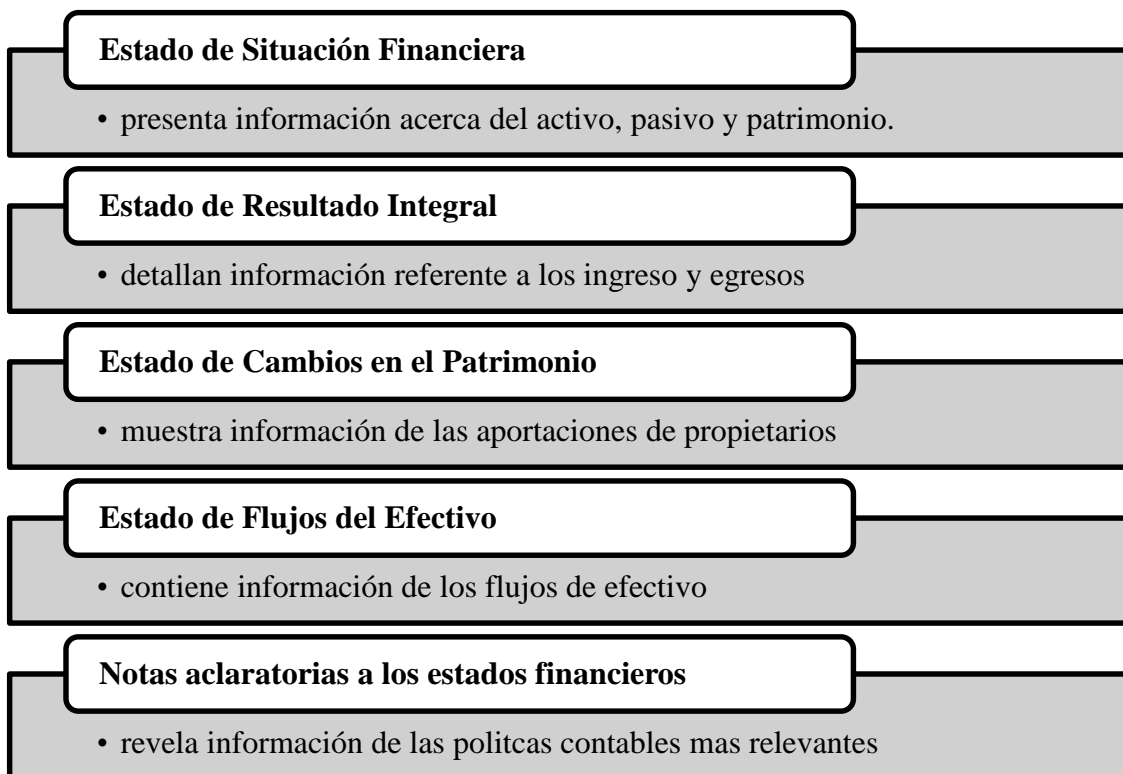 Estado de Situación Financiera
• presenta información acerca del activo, pasivo y patrimonio.
Estado de Resultado Integral
• detallan información referente a los ingreso y egresos
Estado de Cambios en el Patrimonio
• muestra información de las aportaciones de propietarios
Estado de Flujos del Efectivo
• contiene información de los flujos de efectivo
Notas aclaratorias a los estados financieros
• revela información de las politcas contables mas relevantes